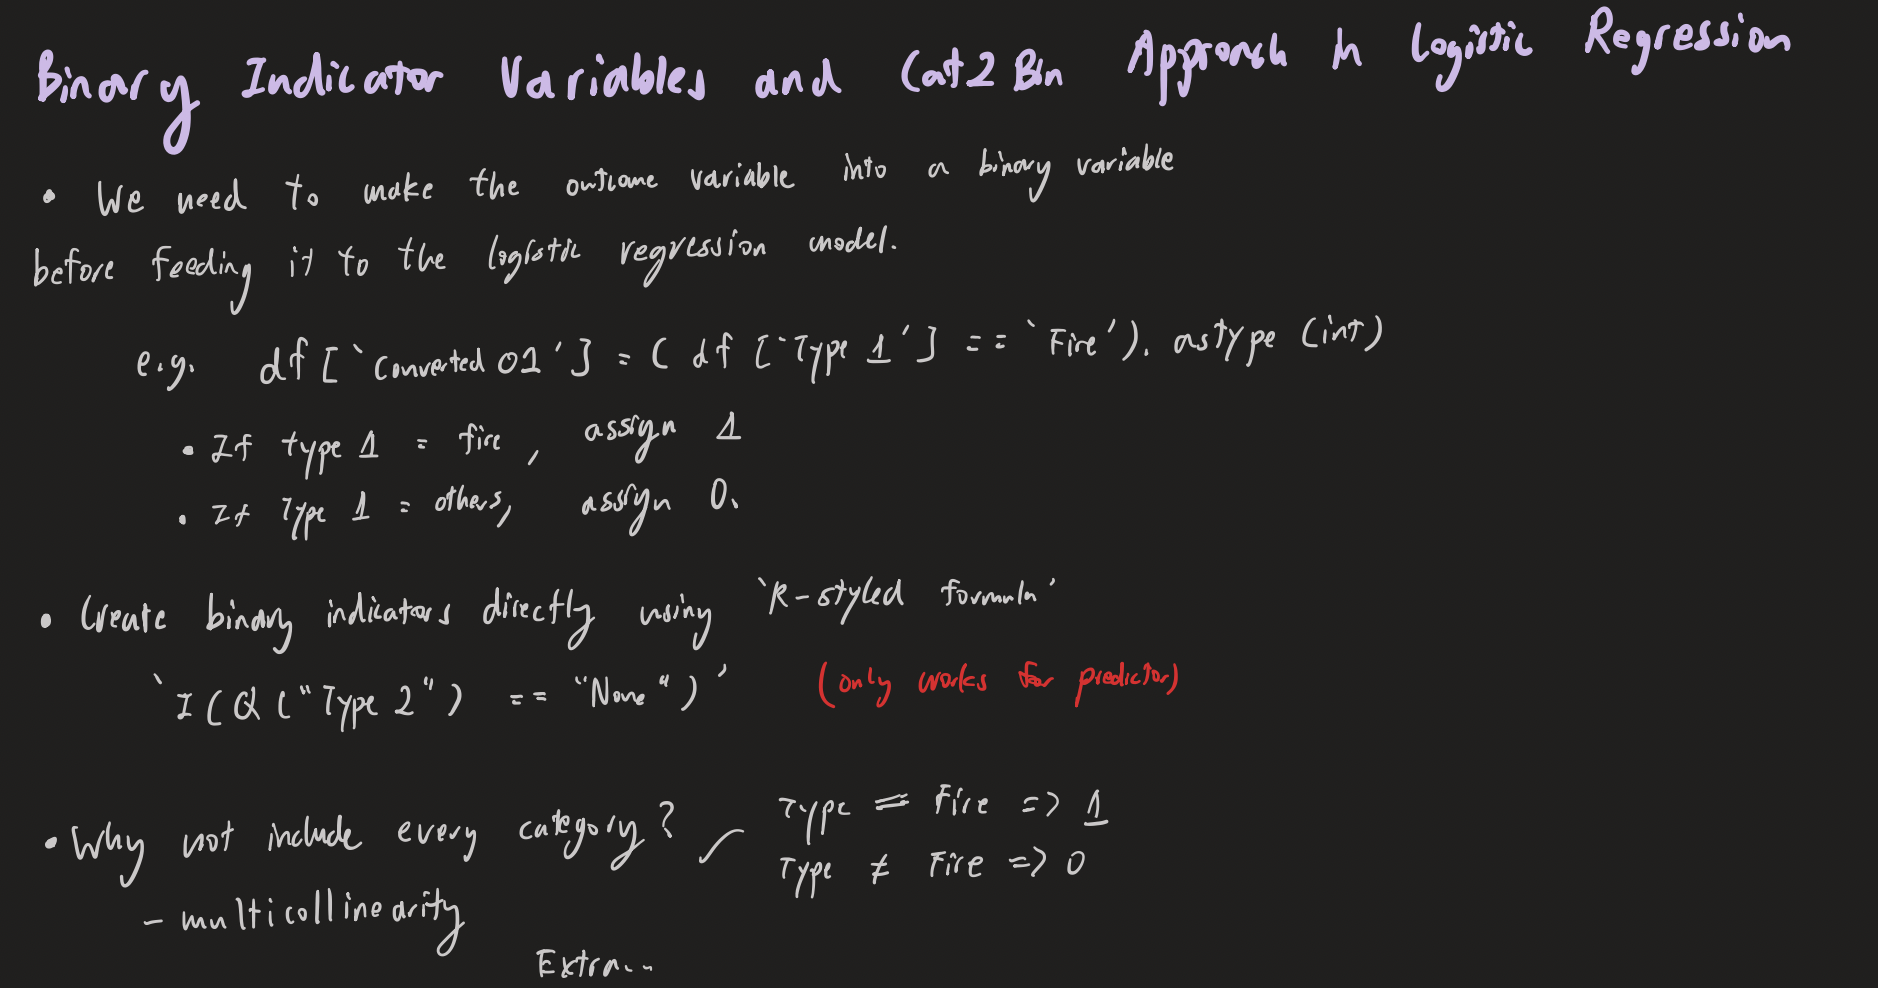 Binary Indicator Variables and Cat2Bin Approach in Logistic Regression
• We need to make the outcome variable into a binary variable
before feeding it to the logistic regression model.
e.g. df [`Converted 01'] = ( df [`Type 1'] == `Fire'). astype (int)
• If type 1 = fire, assign 1
• If Type 1 = others, assign 0.
• Create binary indicators directly using `R-styled formula'
`I(Q("Type 2") == "None")' (only works for predictor)
• Why not include every category? Type = Fire => 1
Type ≠ Fire => 0
- multicollinearity
Extra...